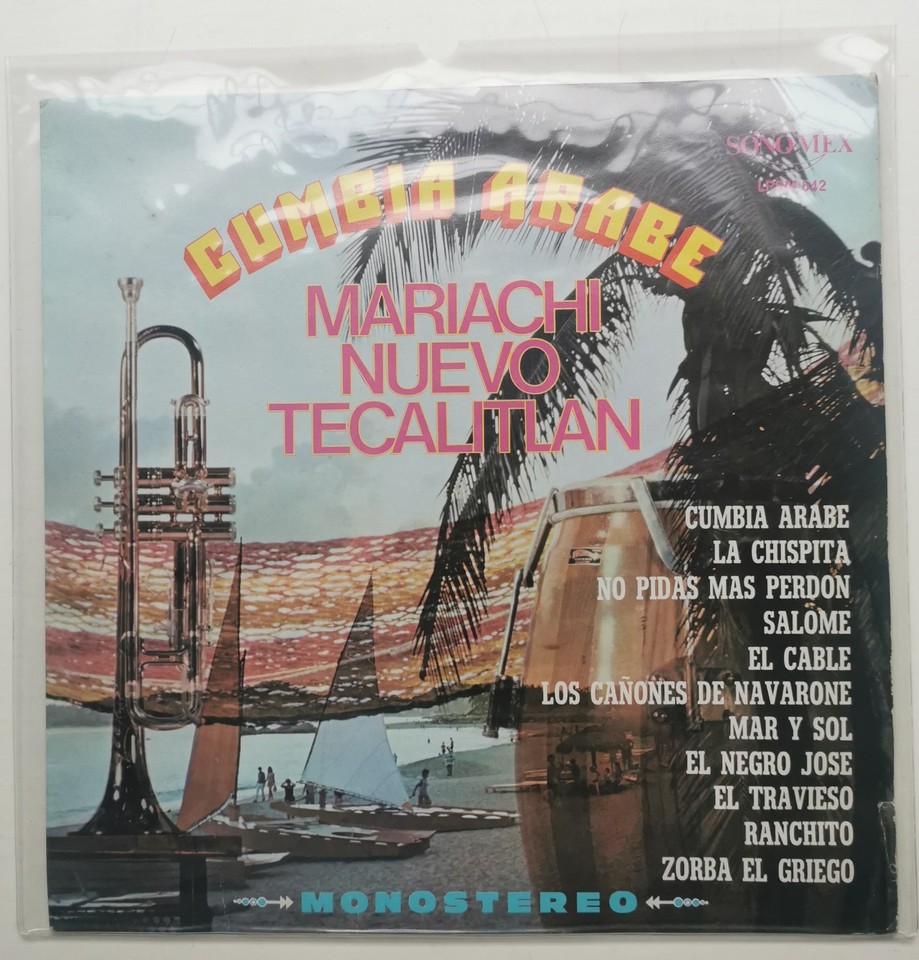 SONOMEX
CUMBIA ARABE
MARIACHI
NUEVO
TECALITLAN
CUMBIA ARABE
LA CHISPITA
NO PIDAS MAS PERDON
SALOME
EL CABLE
LOS CAÑONES DE NAVARONE
MAR Y SOL
EL NEGRO JOSE
EL TRAVIESO
RANCHITO
ZORBA EL GRIEGO
MONOSTEREO